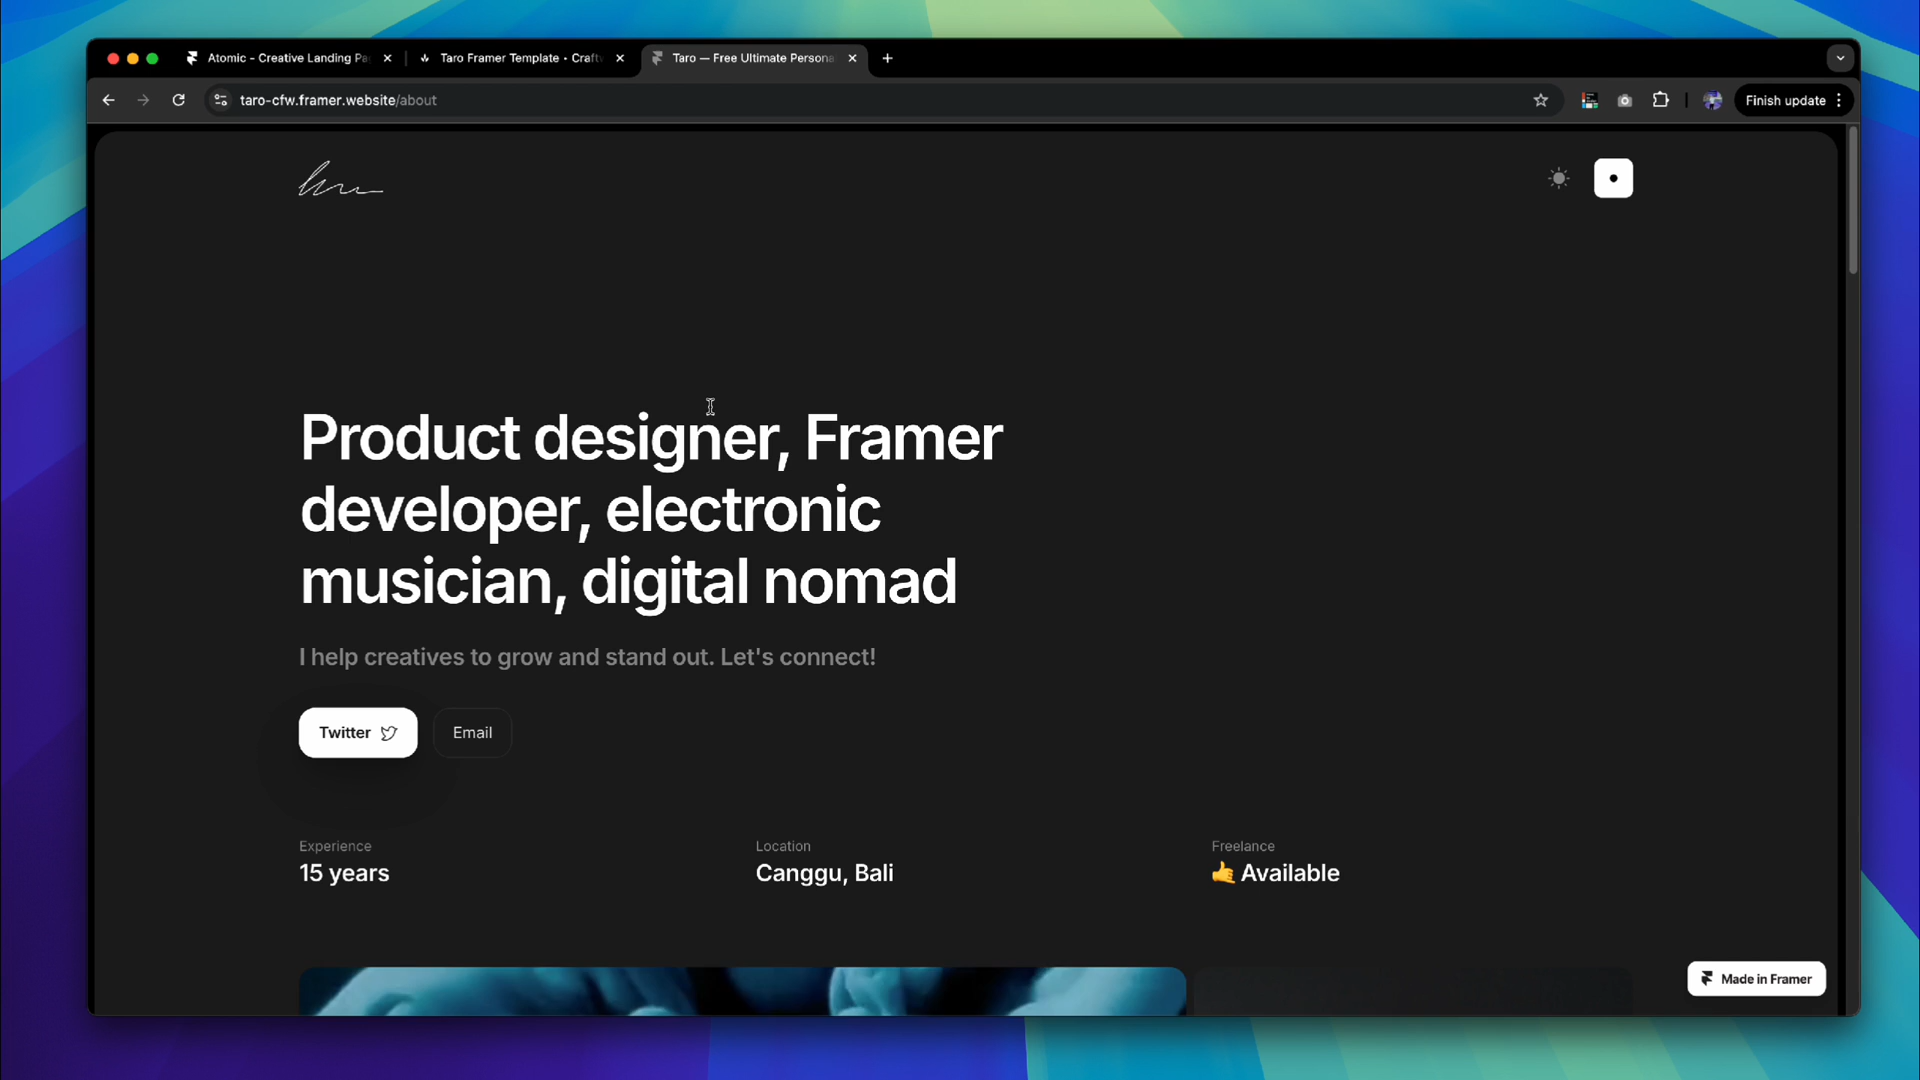 Atomic - Creative Landing Pa
Taro Framer Template • Craft
Taro — Free Ultimate Persona
taro-cfw.framer.website/about
Finish update
Product designer, Framer
developer, electronic
musician, digital nomad
I help creatives to grow and stand out. Let's connect!
Twitter
Email
Experience
15 years
Location
Canggu, Bali
Freelance
🤙 Available
Made in Framer